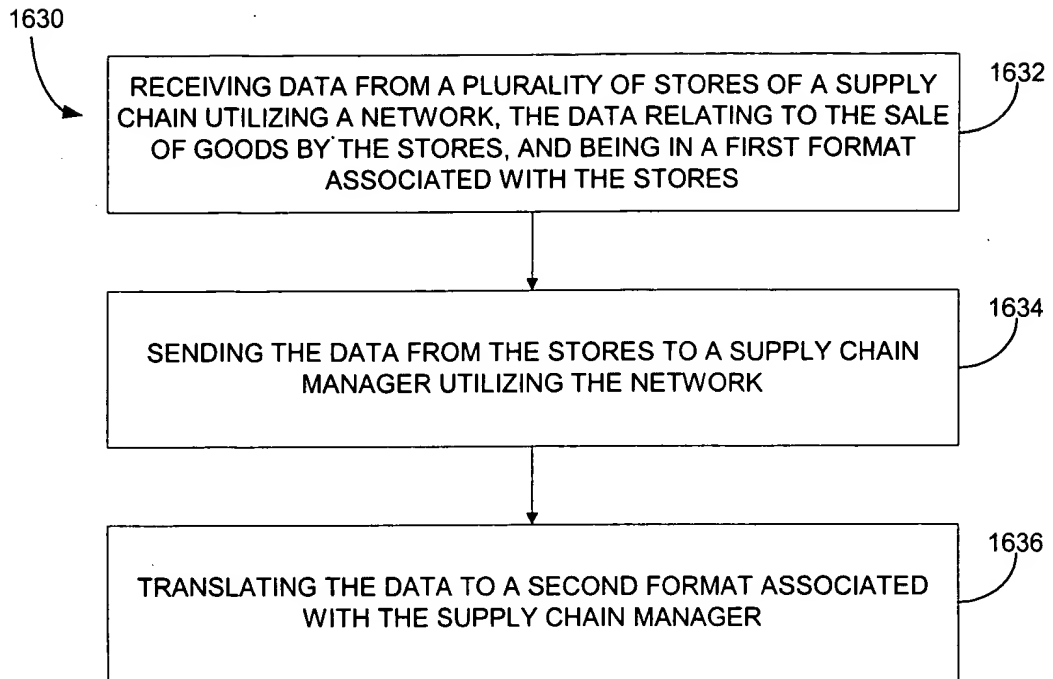 1630
RECEIVING DATA FROM A PLURALITY OF STORES OF A SUPPLY
CHAIN UTILIZING A NETWORK, THE DATA RELATING TO THE SALE
OF GOODS BY THE STORES, AND BEING IN A FIRST FORMAT
ASSOCIATED WITH THE STORES
1632
SENDING THE DATA FROM THE STORES TO A SUPPLY CHAIN
MANAGER UTILIZING THE NETWORK
1634
TRANSLATING THE DATA TO A SECOND FORMAT ASSOCIATED
WITH THE SUPPLY CHAIN MANAGER
1636